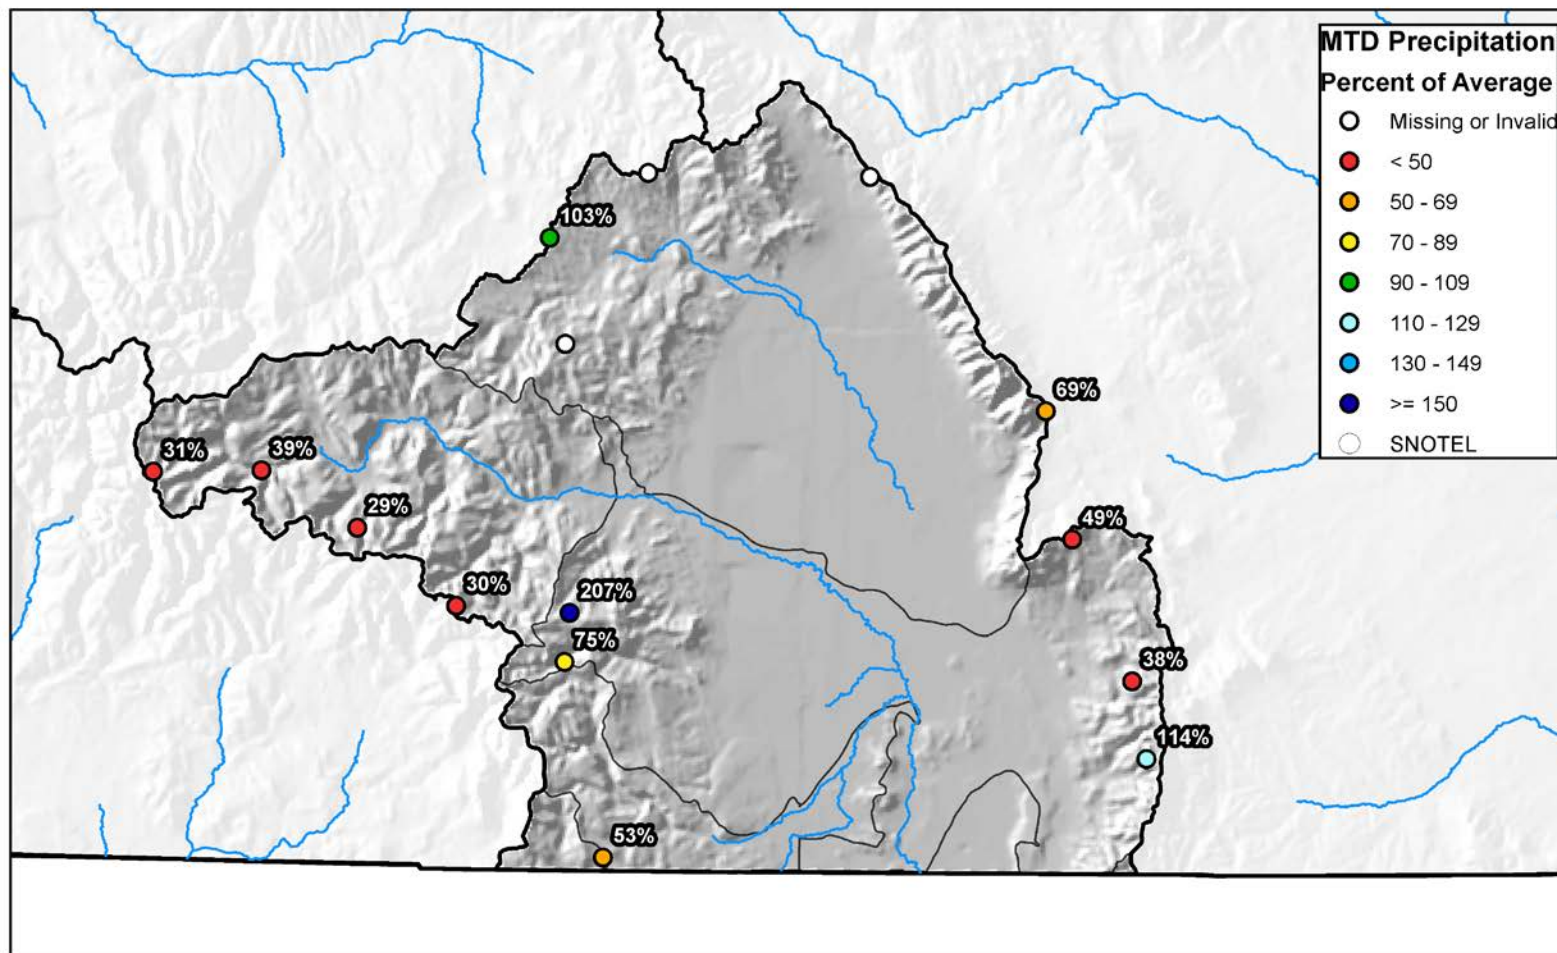 MTD Precipitation
Percent of Average
Missing or Invalid
< 50
50 - 69
70 - 89
90 - 109
110 - 129
130 - 149
>= 150
SNOTEL
103%
69%
31%
39%
29%
49%
30%
207%
75%
38%
114%
53%